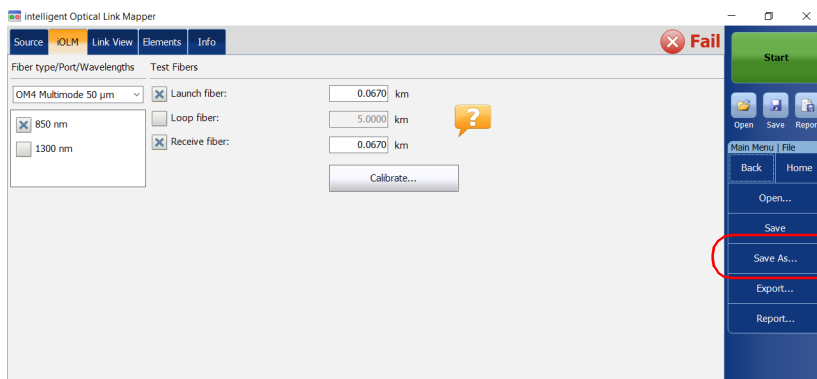 intelligent Optical Link Mapper
Source iOLM Link View Elements Info
Fail
Start
Fiber type/Port/Wavelengths Test Fibers
OM4 Multimode 50 µm
850 nm
1300 nm
Launch fiber: 0.0670 km
Loop fiber: 5.0000 km
Receive fiber: 0.0670 km
?
Calibrate...
Open Save Repor
Main Menu | File
Back Home
Open...
Save
Save As...
Export...
Report...